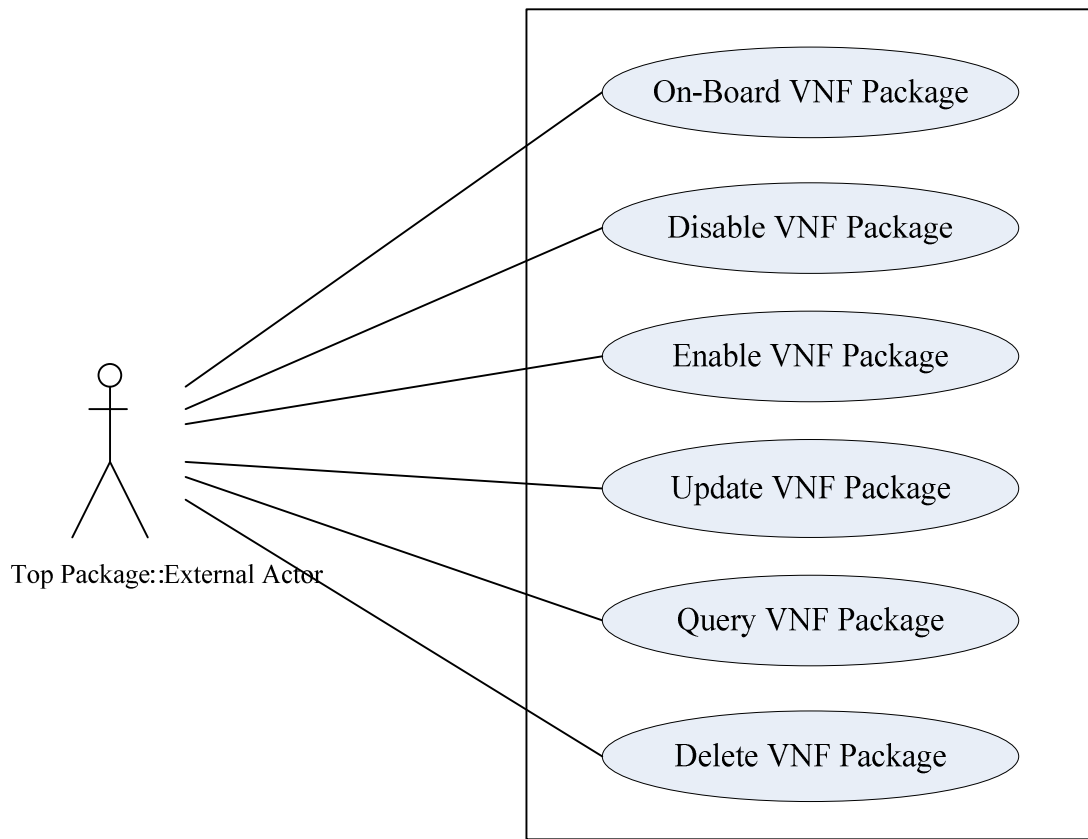 On-Board VNF Package
Disable VNF Package
Enable VNF Package
Update VNF Package
Top Package::External Actor
Query VNF Package
Delete VNF Package